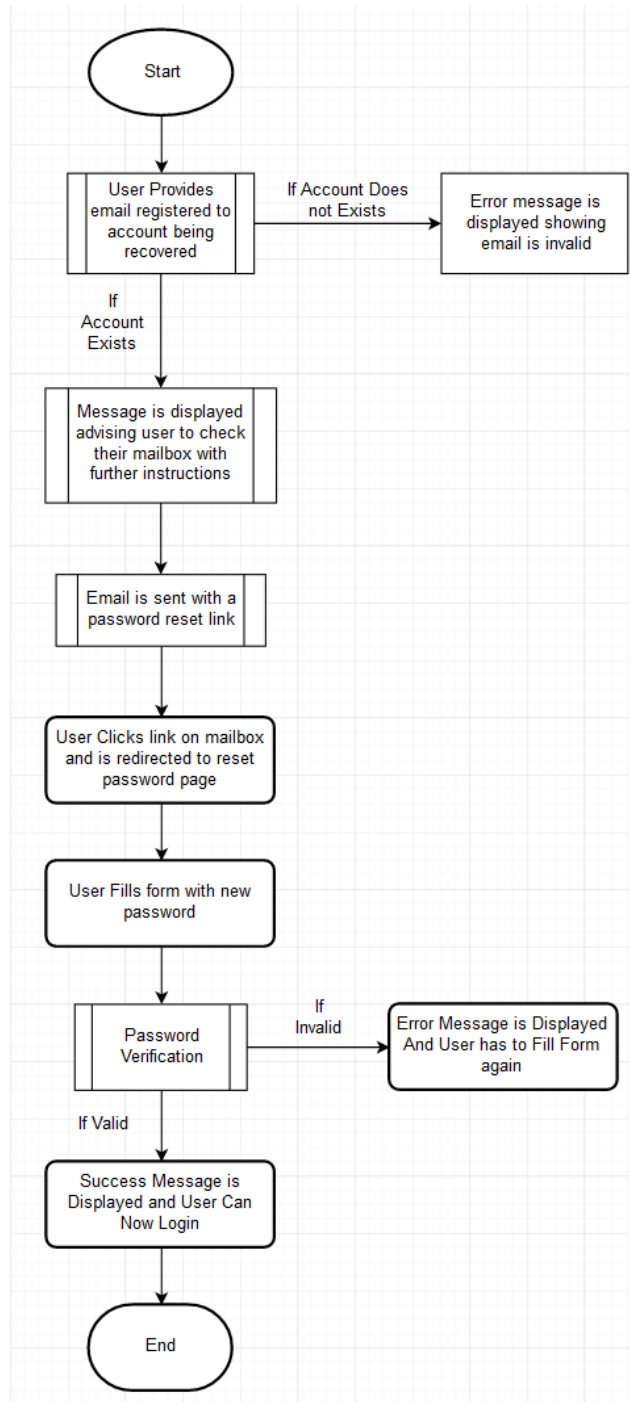 Start
User Provides
email registered to
account being
recovered
If Account Does
not Exists
Error message is
displayed showing
email is invalid
If
Account
Exists
Message is displayed
advising user to check
their mailbox with
further instructions
Email is sent with a
password reset link
User Clicks link on mailbox
and is redirected to reset
password page
User Fills form with new
password
Password
Verification
If
Invalid
Error Message is Displayed
And User has to Fill Form
again
If Valid
Success Message is
Displayed and User Can
Now Login
End